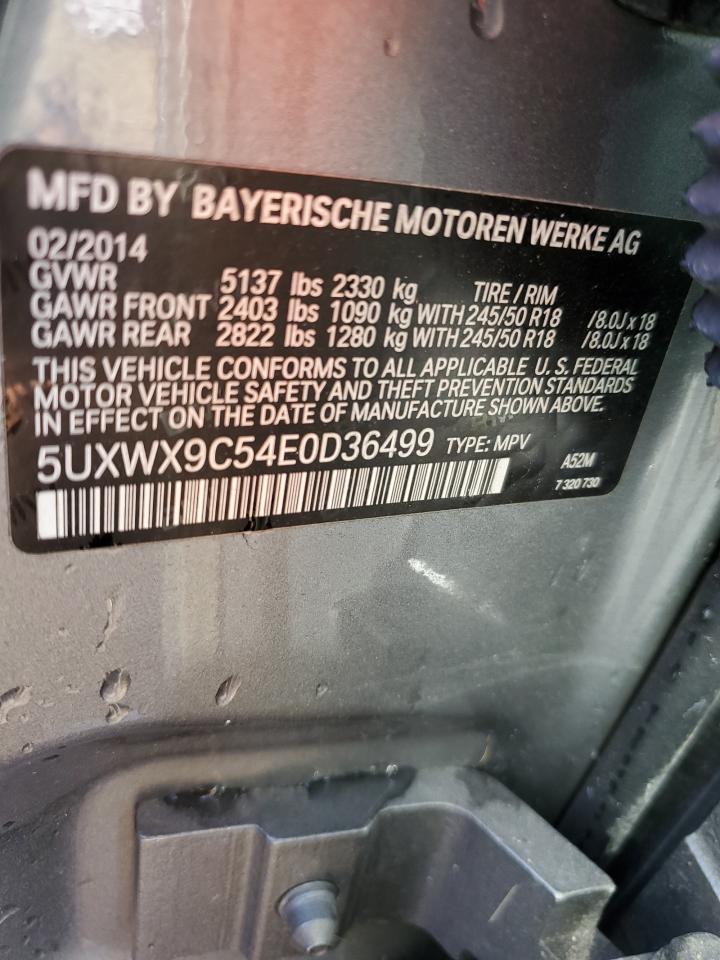 MFD BY BAYERISCHE MOTOREN WERKE AG
02/2014
GVWR 5137 lbs 2330 kg TIRE / RIM
GAWR FRONT 2403 lbs 1090 kg WITH 245/50 R18 /8.0J x 18
GAWR REAR 2822 lbs 1280 kg WITH 245/50 R18 /8.0J x 18
THIS VEHICLE CONFORMS TO ALL APPLICABLE U. S. FEDERAL
MOTOR VEHICLE SAFETY AND THEFT PREVENTION STANDARDS
IN EFFECT ON THE DATE OF MANUFACTURE SHOWN ABOVE.
5UXWX9C54E0D36499 TYPE: MPV
A52M
7 320 730